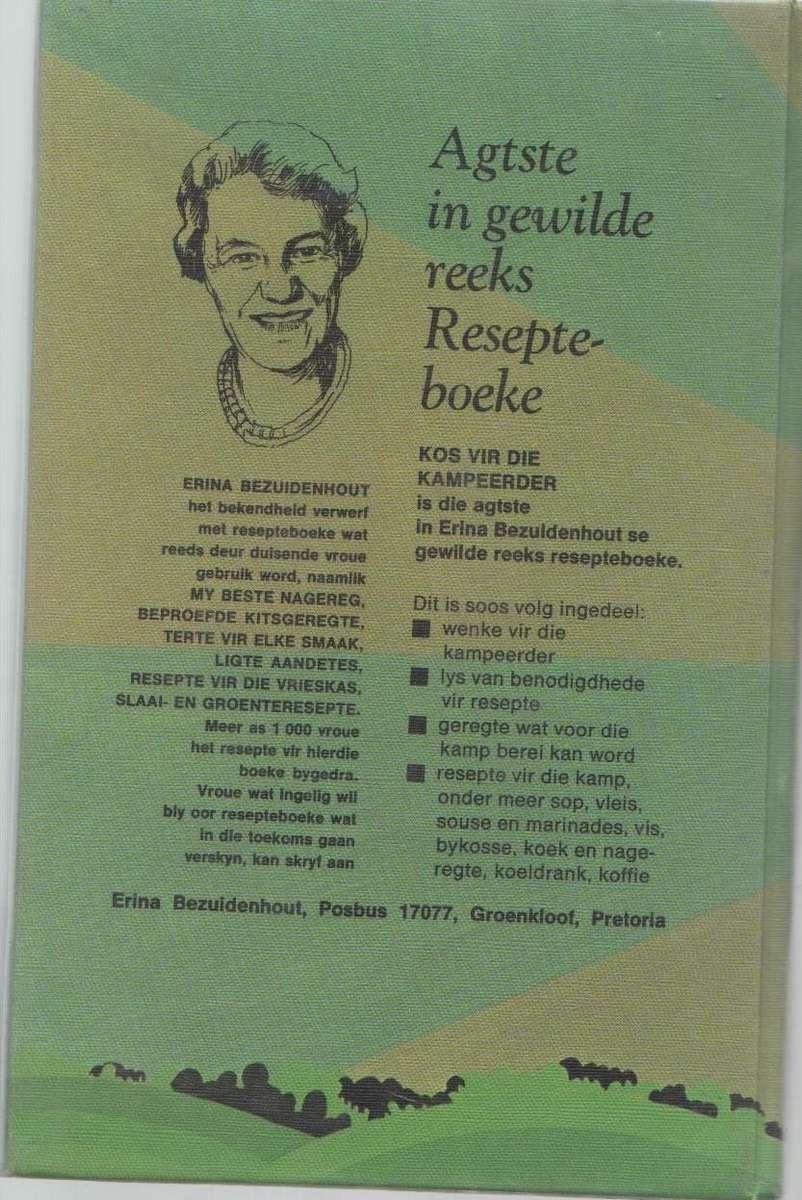 Agtste
in gewilde
reeks
Resepte-
boeke
ERINA BEZUIDENHOUT
het bekendheid verwerf
met resepteboeke wat
reeds deur duisende vroue
gebruik word, naamlik
MY BESTE NAGEREG,
BEPROEFDE KITSGEREGTE,
TERTE VIR ELKE SMAAK,
LIGTE AANDETES,
RESEPTE VIR DIE VRIESKAS,
SLAAI- EN GROENTERESEPTE.
Meer as 1 000 vroue
het resepte vir hierdie
boeke bygedra.
Vroue wat ingelig wil
bly oor resepteboeke wat
in die toekoms gaan
verskyn, kan skryf aan
KOS VIR DIE
KAMPEERDER
is die agtste
in Erina Bezuidenhout se
gewilde reeks resepteboeke.
Dit is soos volg ingedeel:
■ wenke vir die
kampeerder
■ lys van benodigdhede
vir resepte
■ geregte wat voor die
kamp berei kan word
■ resepte vir die kamp,
onder meer sop, vleis,
souse en marinades, vis,
bykosse, koek en nage-
regte, koeldrank, koffie
Erina Bezuidenhout, Posbus 17077, Groenkloof, Pretoria